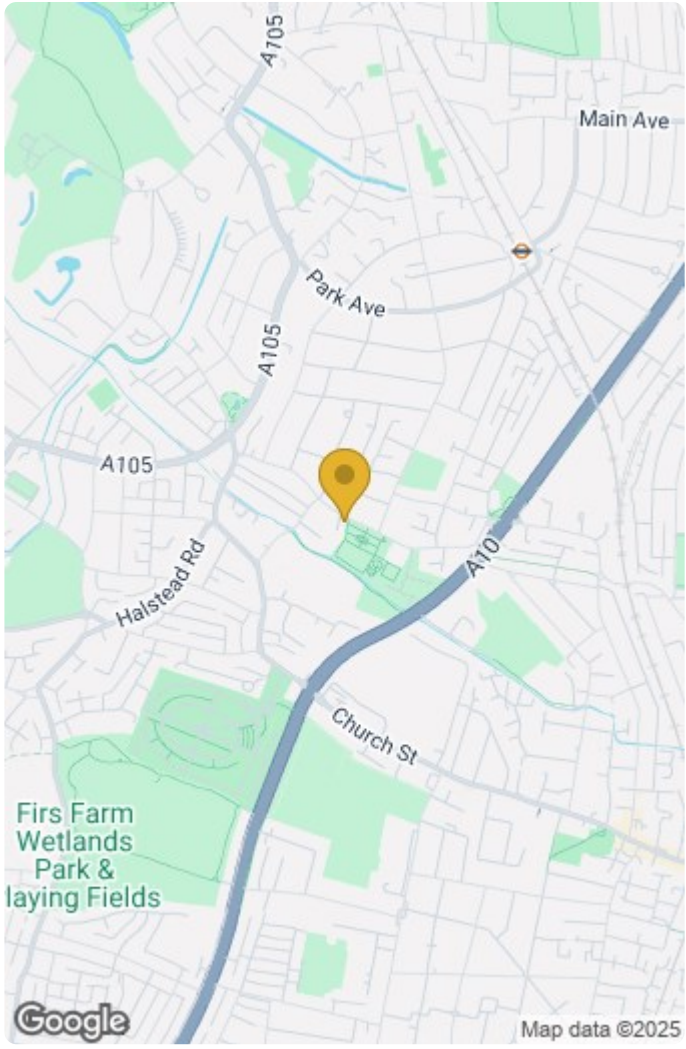 A105
Main Ave
Park Ave
A105
A105
A10
Halstead Rd
Church St
Firs Farm
Wetlands
Park &
laying Fields
Google
Map data ©2025